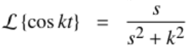 ℒ {cos kt} = s / (s² + k²)